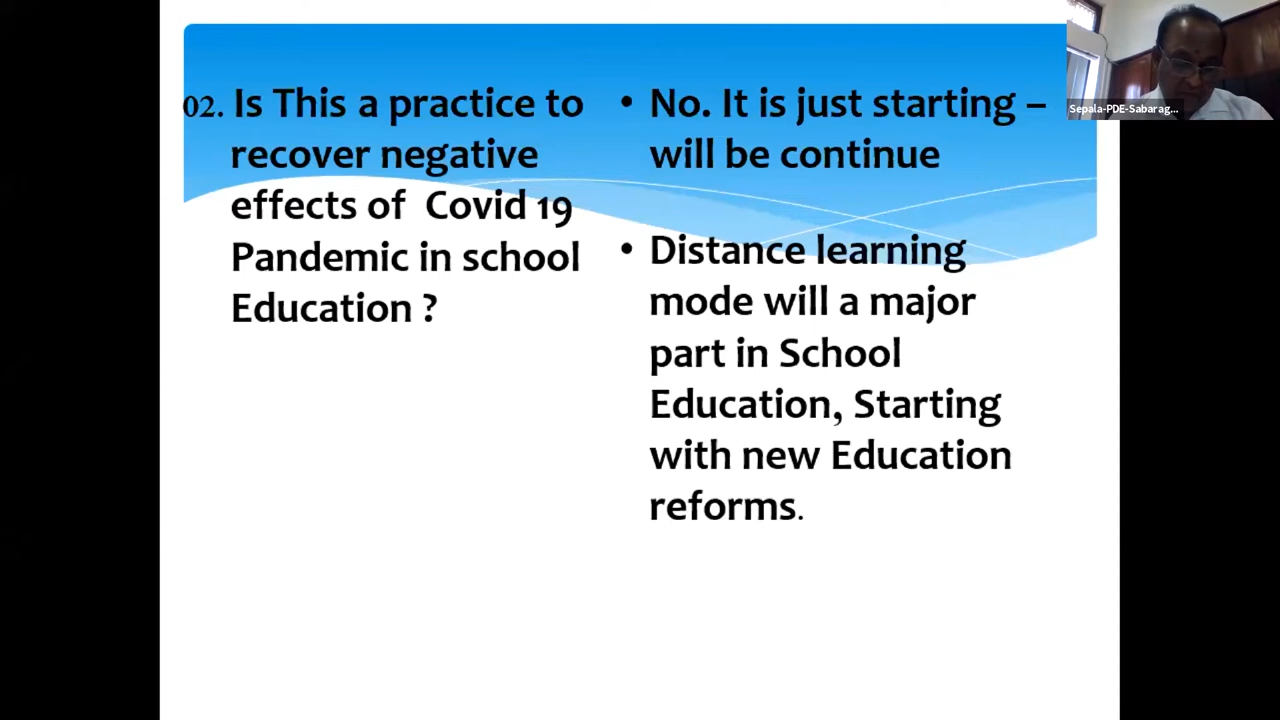 02. Is This a practice to
recover negative
effects of Covid 19
Pandemic in school
Education ?
• No. It is just starting –
will be continue
• Distance learning
mode will a major
part in School
Education, Starting
with new Education
reforms.
Sepala-PDE-Sabarag...